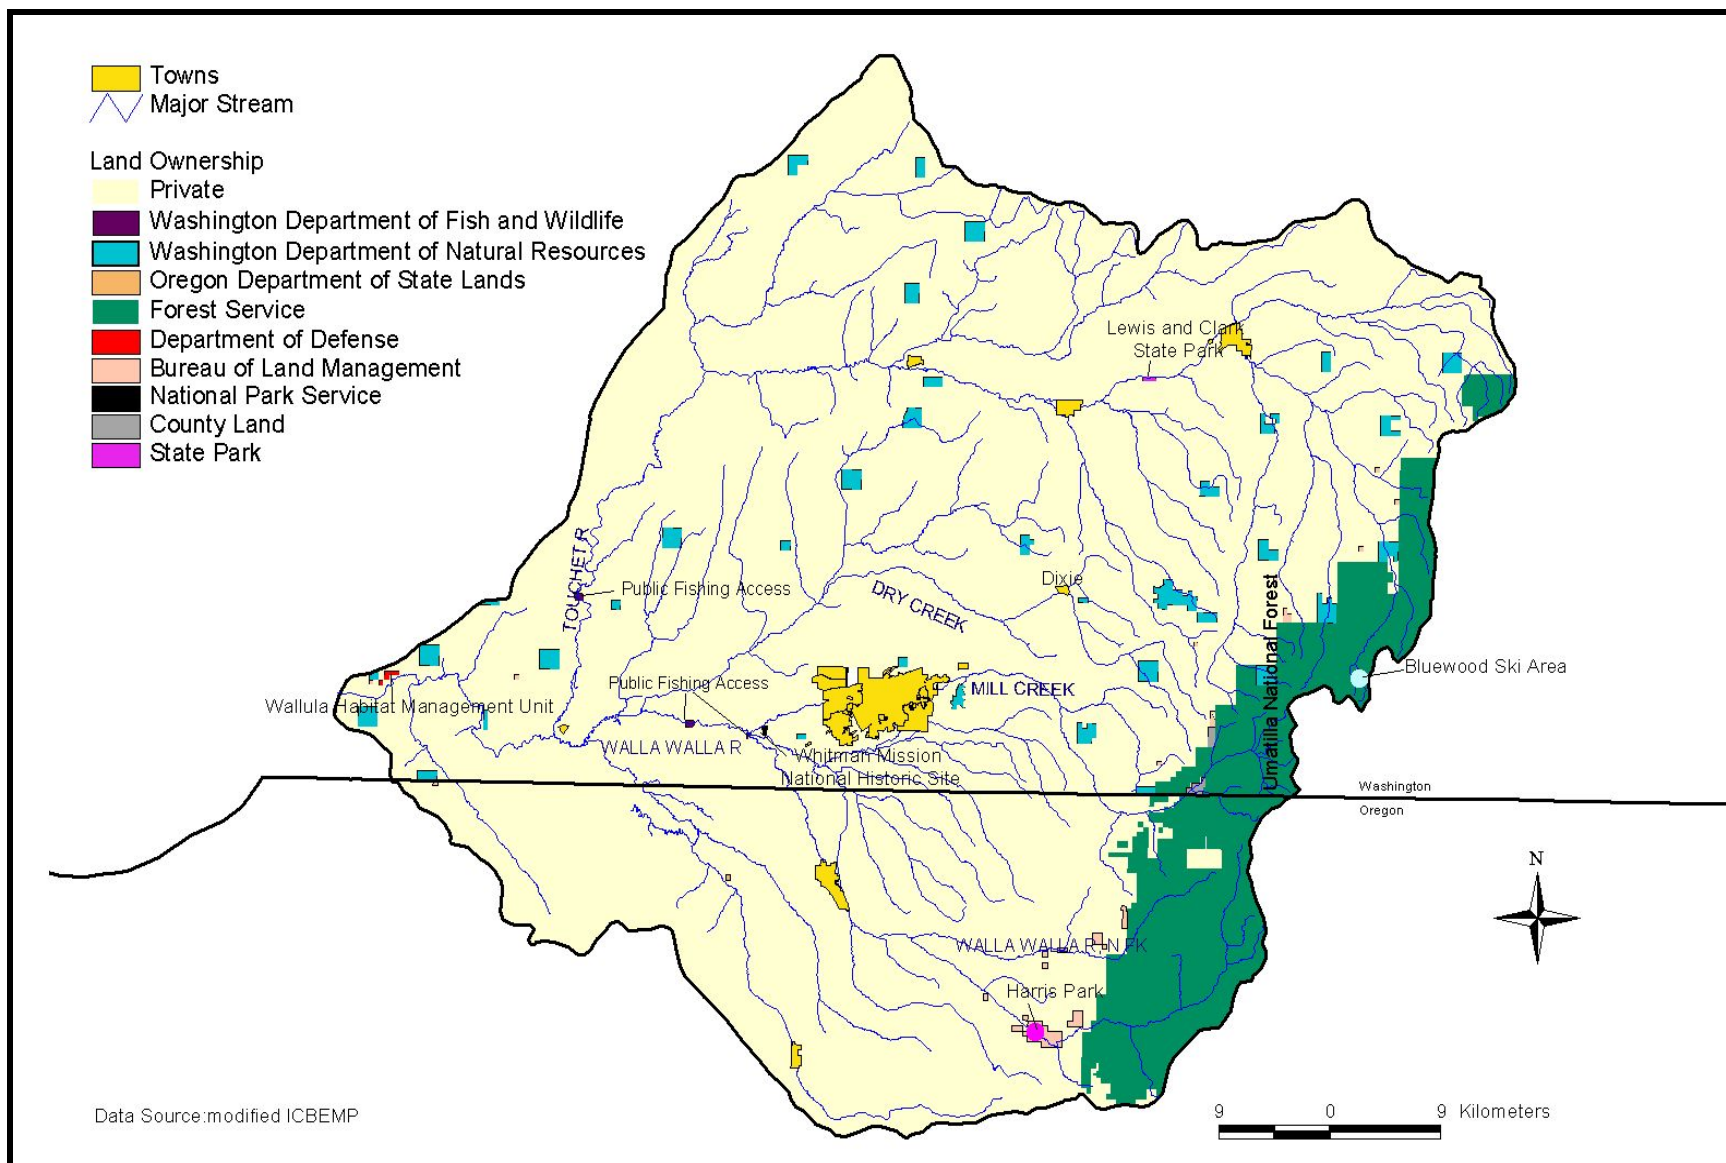 Towns
Major Stream
Land Ownership
Private
Washington Department of Fish and Wildlife
Washington Department of Natural Resources
Oregon Department of State Lands
Forest Service
Department of Defense
Bureau of Land Management
National Park Service
County Land
State Park
Lewis and Clark
State Park
TOUCHET R
Public Fishing Access
DRY CREEK
Dixie
Umatilla National Forest
Bluewood Ski Area
Public Fishing Access
MILL CREEK
Wallula Habitat Management Unit
WALLA WALLA R
Whitman Mission
National Historic Site
Washington
Oregon
N
WALLA WALLA R, N FK
Harris Park
Data Source:modified ICBEMP
9 0 9 Kilometers